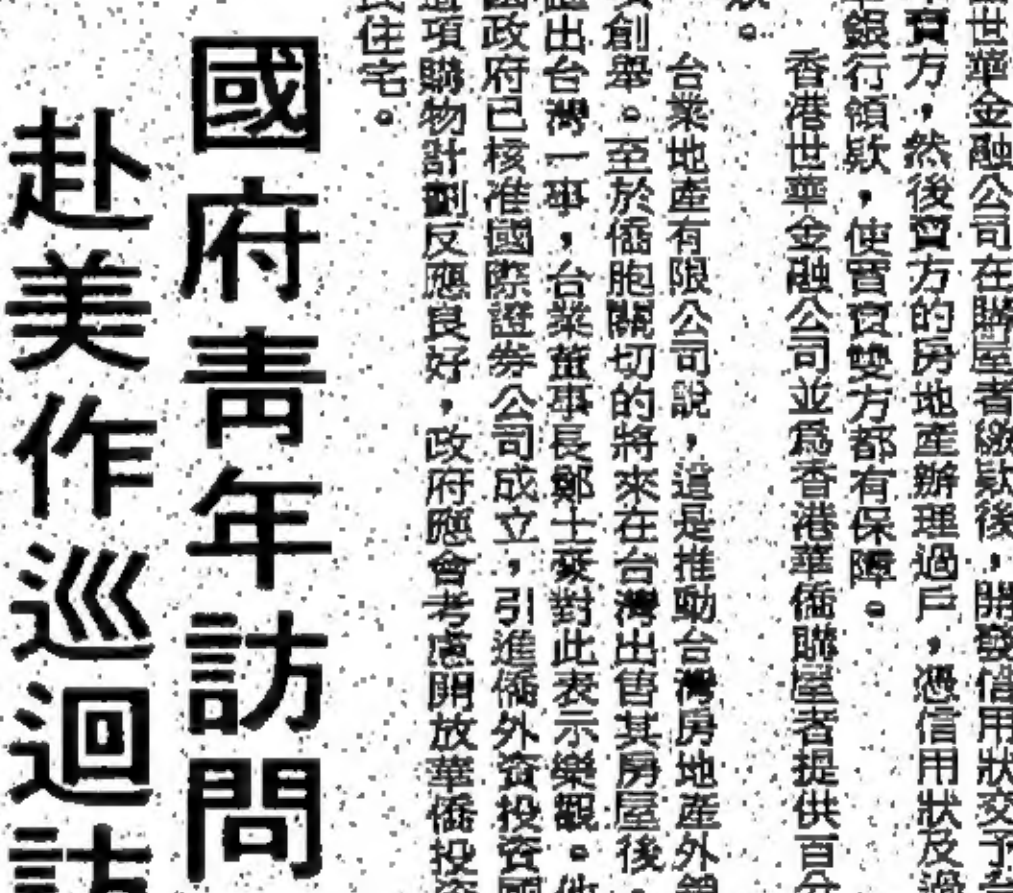 世華金融公司在購屋者繳款後，開發信用狀交予
賣方，然後賣方的房地產辦理過戶，憑信用狀及過
銀行領款，使買賣雙方都有保障。
香港世華金融公司並為香港華僑購屋者提供百分
台業地產有限公司說，這是推動台灣房地產外銷
創舉。至於僑胞關切的將來在台灣出售其房屋後，
出台灣一事，台業董事長鄭士豪對此表示樂觀。他
政府已核准國際證券公司成立，引進僑外資投資國
這項購物計劃反應良好，政府應會考慮開放華僑投資
住宅。
國府青年訪問
赴美作巡迴訪